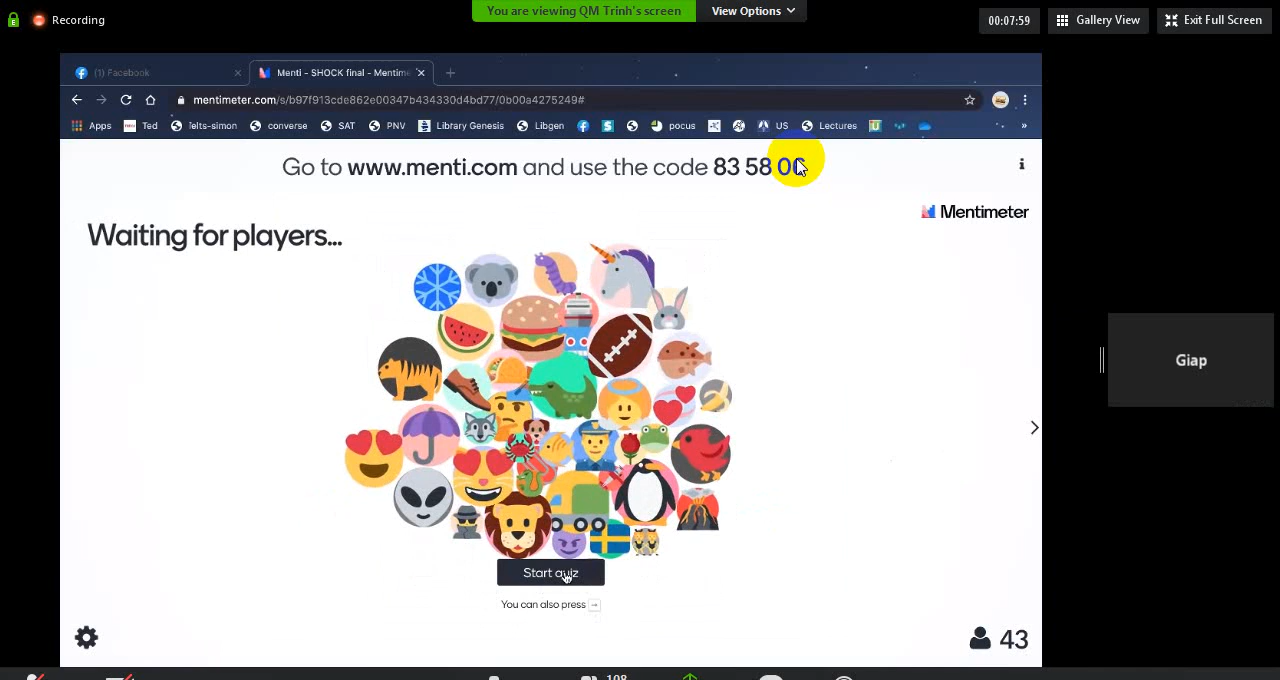 Recording
You are viewing QM Trinh's screen
View Options
00:07:59
Gallery View
Exit Full Screen
(1) Facebook
Menti - SHOCK final - Mentime
mentimeter.com/s/b97f913cde862e00347b434330d4bd77/0b00a4275249#
Apps
Ted
Ielts-simon
converse
SAT
PNV
Library Genesis
Libgen
pocus
US
Lectures
»
Go to www.menti.com and use the code 83 58 06
Mentimeter
Waiting for players...
Giap
Start quiz
You can also press →
43
108